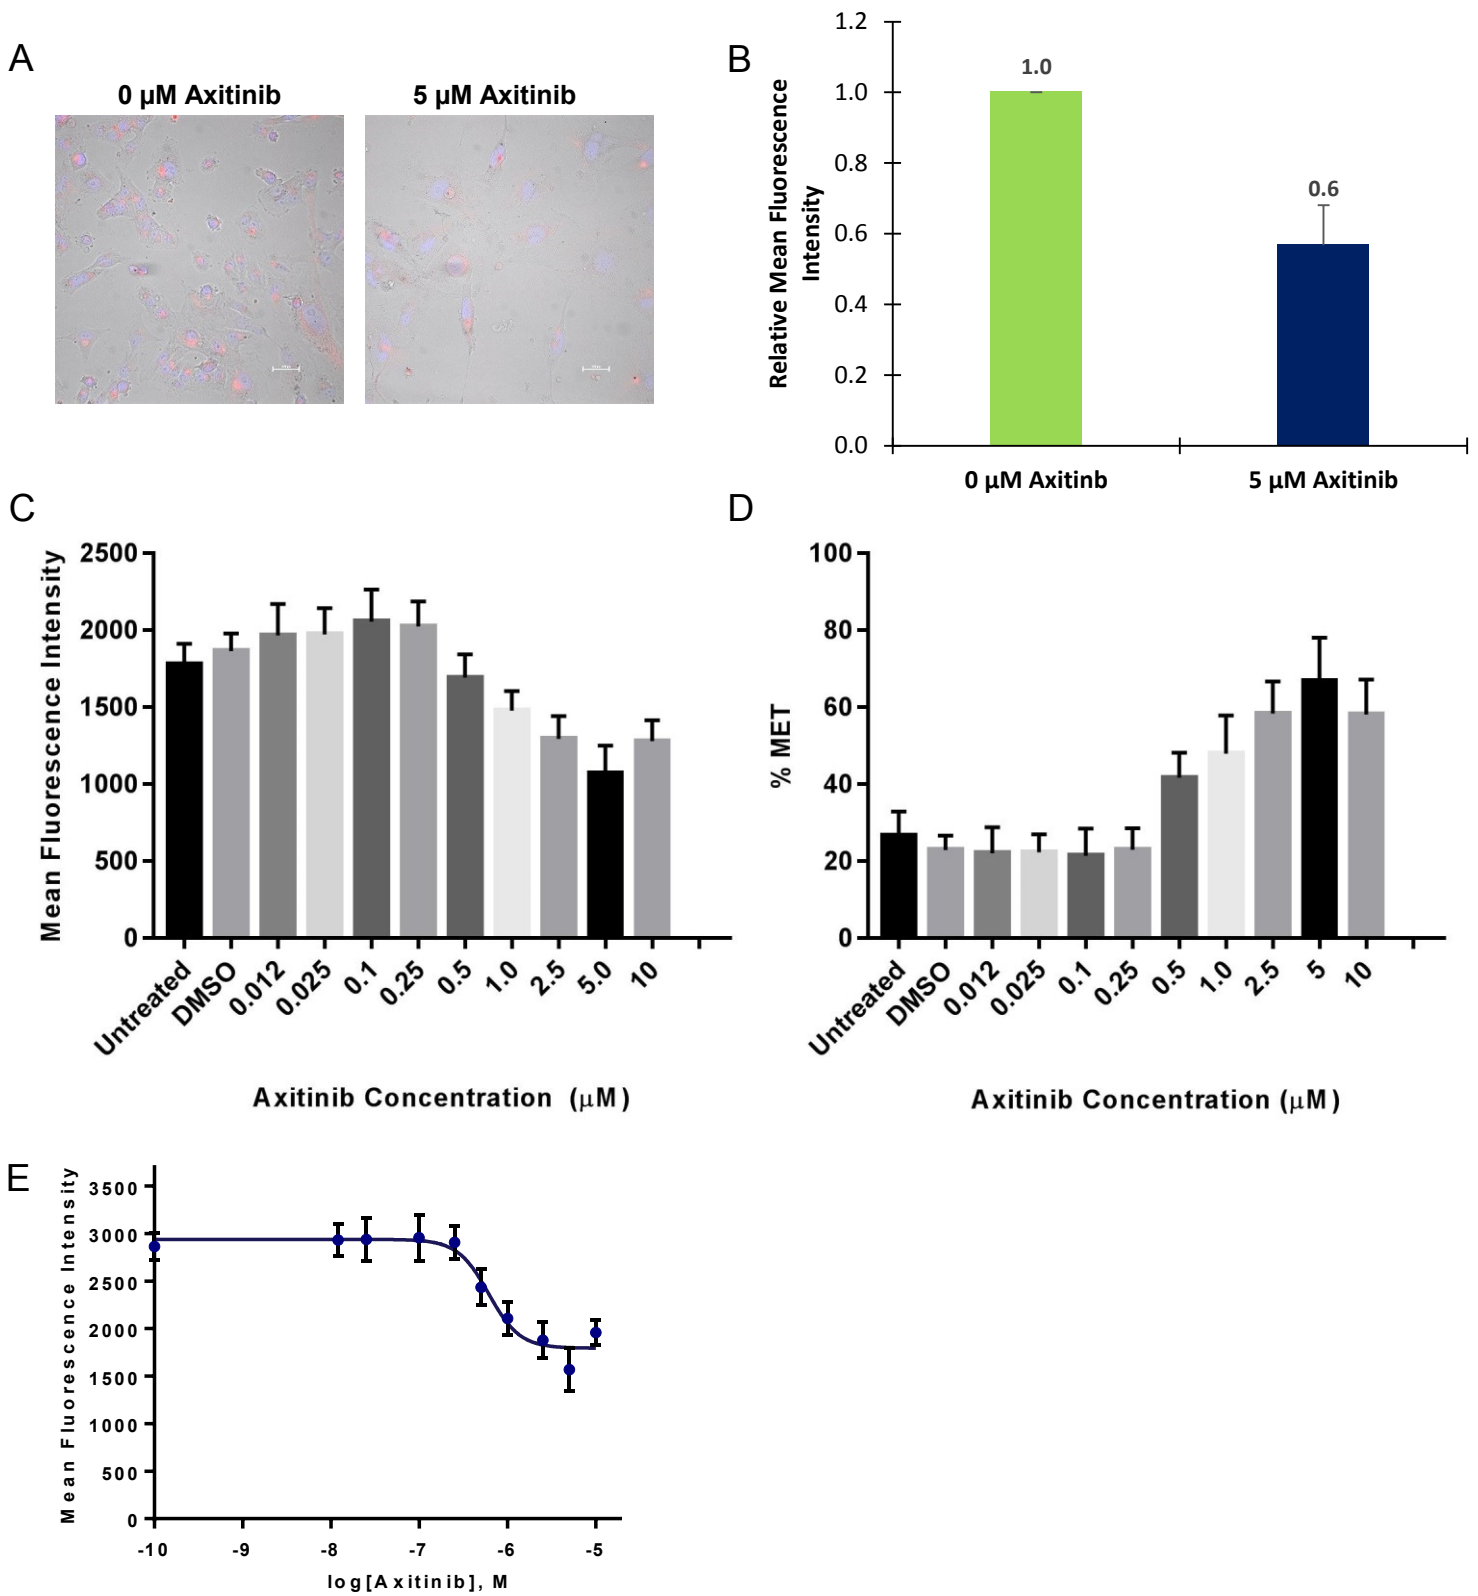 A
0 µM Axitinib
5 µM Axitinib
B
Relative Mean Fluorescence
Intensity
1.2
1.0
0.8
0.6
0.4
0.2
0.0
1.0
0.6
0 µM Axitinb
5 µM Axitinib
C
Mean Fluorescence Intensity
2500
2000
1500
1000
500
0
Untreated
DMSO
0.012
0.025
0.1
0.25
0.5
1.0
2.5
5.0
10
Axitinib Concentration (µM)
D
% MET
100
80
60
40
20
0
Untreated
DMSO
0.012
0.025
0.1
0.25
0.5
1.0
2.5
5
10
Axitinib Concentration (µM)
E
Mean Fluorescence Intensity
3500
3000
2500
2000
1500
1000
500
0
-10
-9
-8
-7
-6
-5
log[Axitinib], M